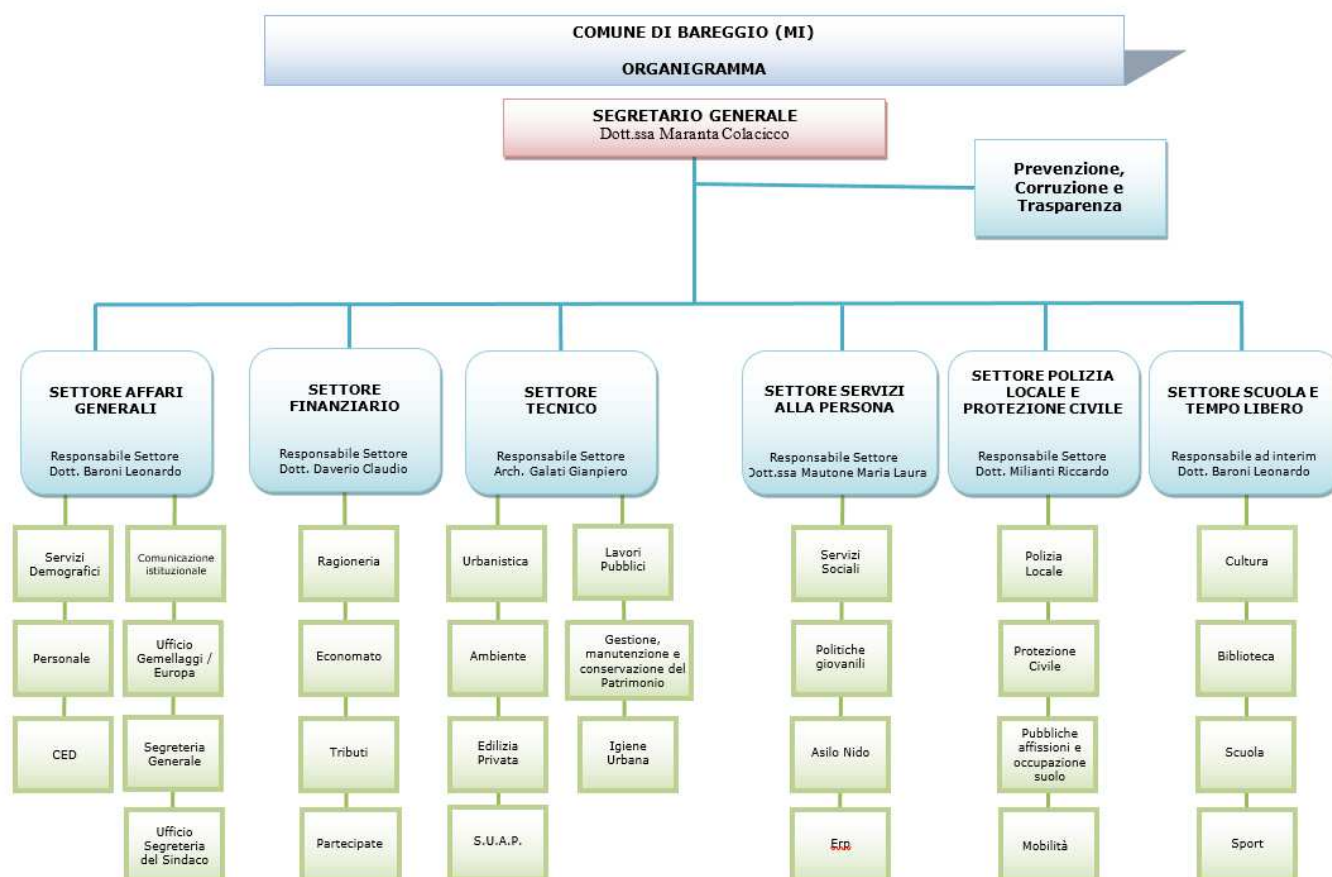 COMUNE DI BAREGGIO (MI)
ORGANIGRAMMA
SEGRETARIO GENERALE
Dott.ssa Maranta Colacicco
Prevenzione,
Corruzione e
Trasparenza
SETTORE AFFARI
GENERALI
Responsabile Settore
Dott. Baroni Leonardo
SETTORE
FINANZIARIO
Responsabile Settore
Dott. Daverio Claudio
SETTORE
TECNICO
Responsabile Settore
Arch. Galati Gianpiero
SETTORE SERVIZI
ALLA PERSONA
Responsabile Settore
Dott.ssa Mautone Maria Laura
SETTORE POLIZIA
LOCALE E
PROTEZIONE CIVILE
Responsabile Settore
Dott. Milianti Riccardo
SETTORE SCUOLA E
TEMPO LIBERO
Responsabile ad interim
Dott. Baroni Leonardo
Servizi
Demografici
Personale
CED
Comunicazione
istituzionale
Ufficio
Gemellaggi /
Europa
Segreteria
Generale
Ufficio
Segreteria
del Sindaco
Ragioneria
Economato
Tributi
Partecipate
Urbanistica
Ambiente
Edilizia
Privata
S.U.A.P.
Lavori
Pubblici
Gestione,
manutenzione e
conservazione del
Patrimonio
Igiene
Urbana
Servizi
Sociali
Politiche
giovanili
Asilo Nido
Erp
Polizia
Locale
Protezione
Civile
Pubbliche
affissioni e
occupazione
suolo
Mobilità
Cultura
Biblioteca
Scuola
Sport